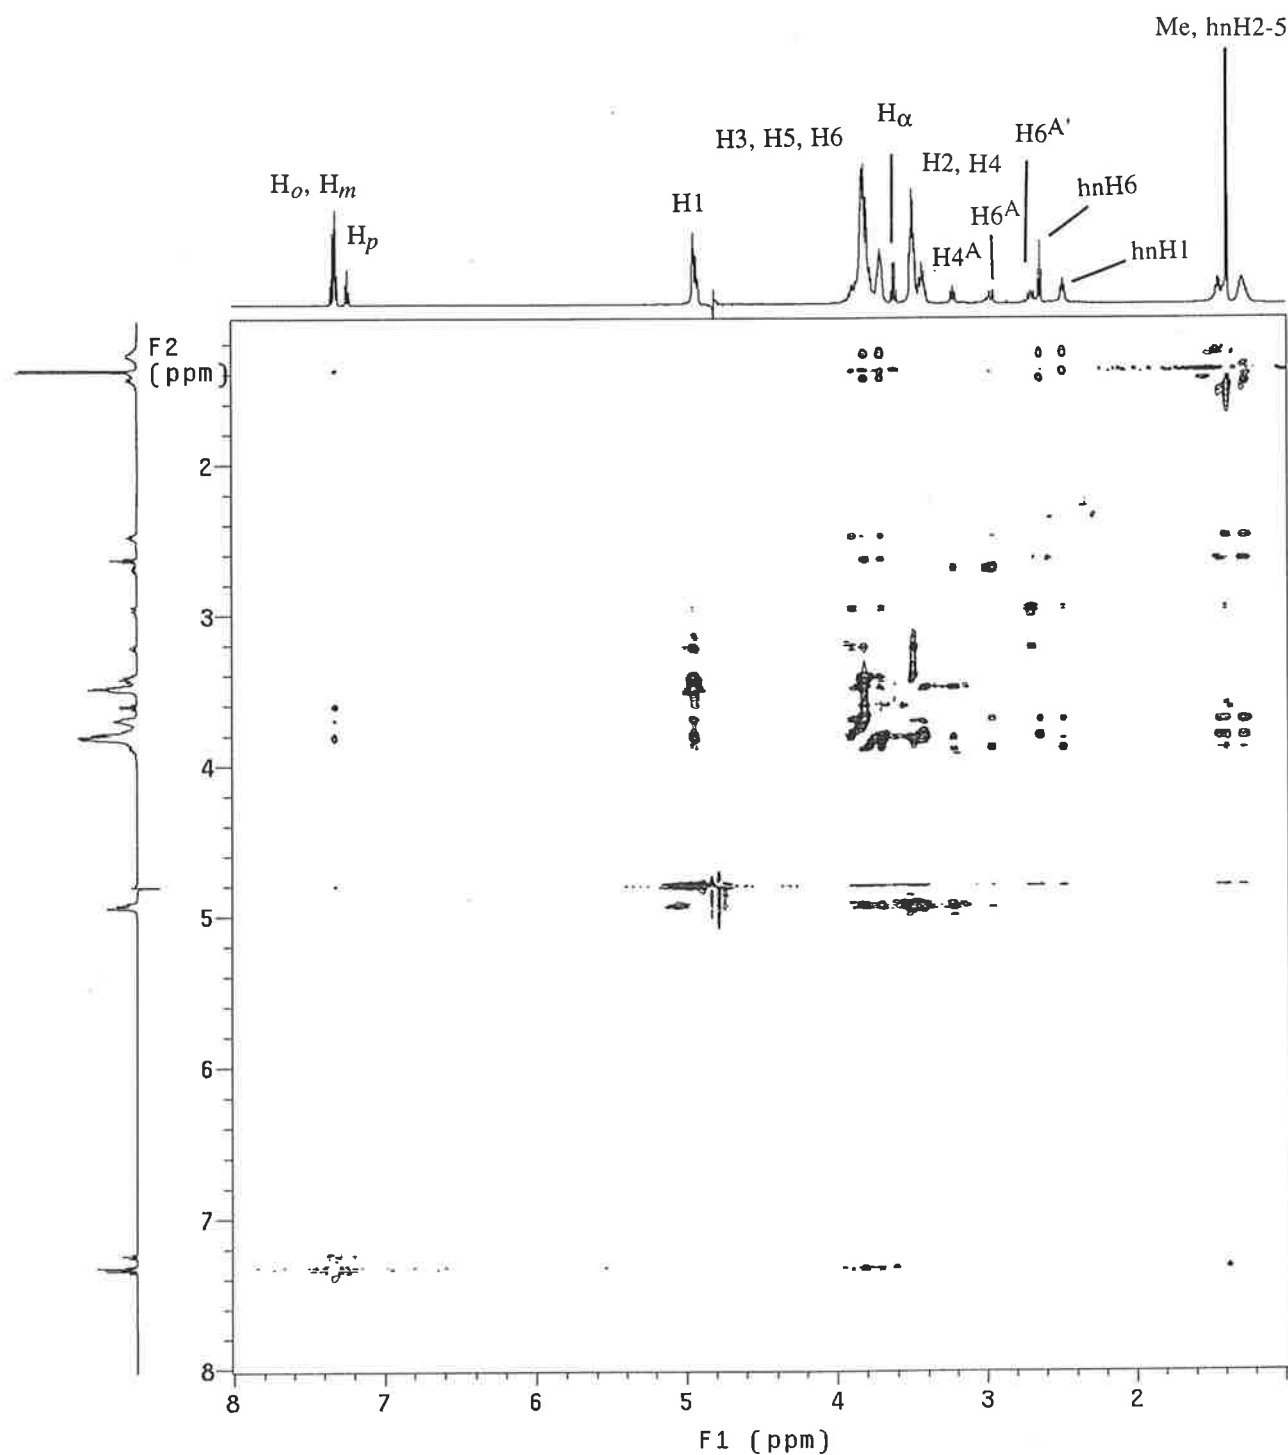 Me, hnH2-5
Hα
H3, H5, H6
H6A'
H2, H4
Ho, Hm
hnH6
H1
H6A
Hp
H4A
hnH1
F2
(ppm)
2
3
4
5
6
7
8
8 7 6 5 4 3 2
F1 (ppm)